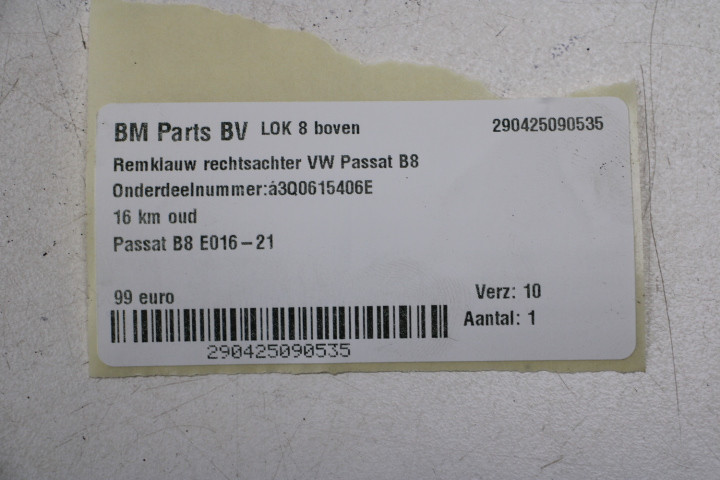 BM Parts BV LOK 8 boven 290425090535
Remklauw rechtsachter VW Passat B8
Onderdeelnummer:á3Q0615406E
16 km oud
Passat B8 E016-21
99 euro Verz: 10
Aantal: 1
290425090535